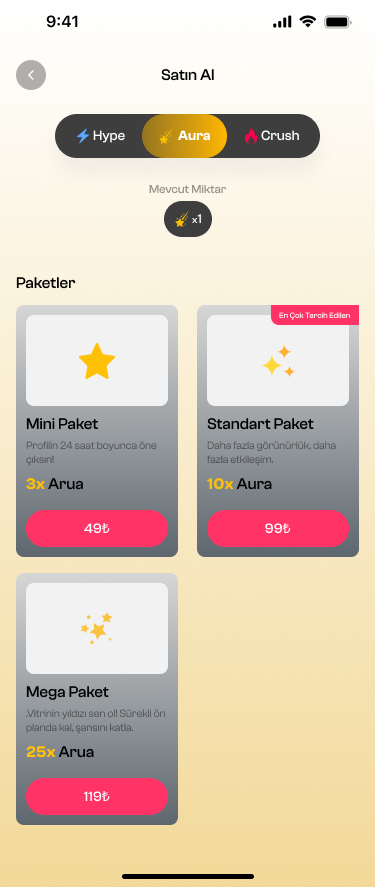 9:41
Satın Al
Hype
Aura
Crush
Mevcut Miktar
x1
Paketler
Mini Paket
Profilin 24 saat boyunca öne
çıksın!
3x Arua
49₺
En Çok Tercih Edilen
Standart Paket
Daha fazla görünürlük, daha
fazla etkileşim.
10x Aura
99₺
Mega Paket
.Vitrinin yıldızı sen ol! Sürekli ön
planda kal, şansını katla.
25x Arua
119₺